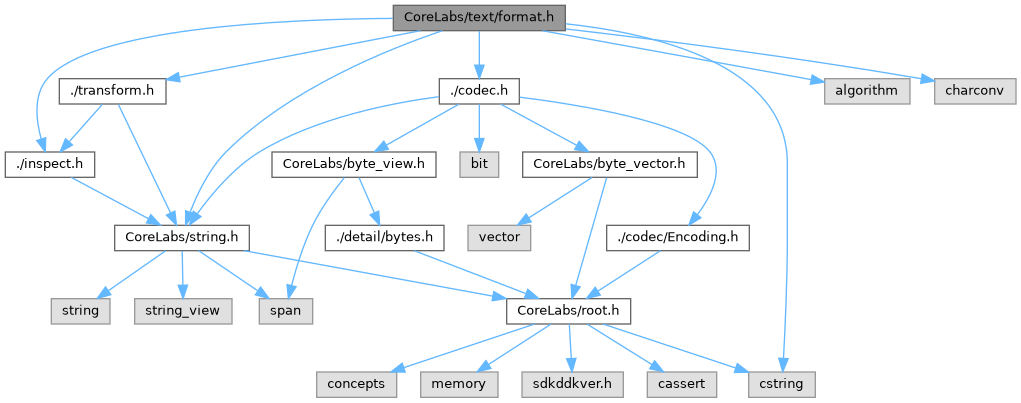 CoreLabs/text/format.h
./transform.h
./codec.h
algorithm
charconv
./inspect.h
CoreLabs/byte_view.h
bit
CoreLabs/byte_vector.h
CoreLabs/string.h
./detail/bytes.h
vector
./codec/Encoding.h
string
string_view
span
CoreLabs/root.h
concepts
memory
sdkddkver.h
cassert
cstring